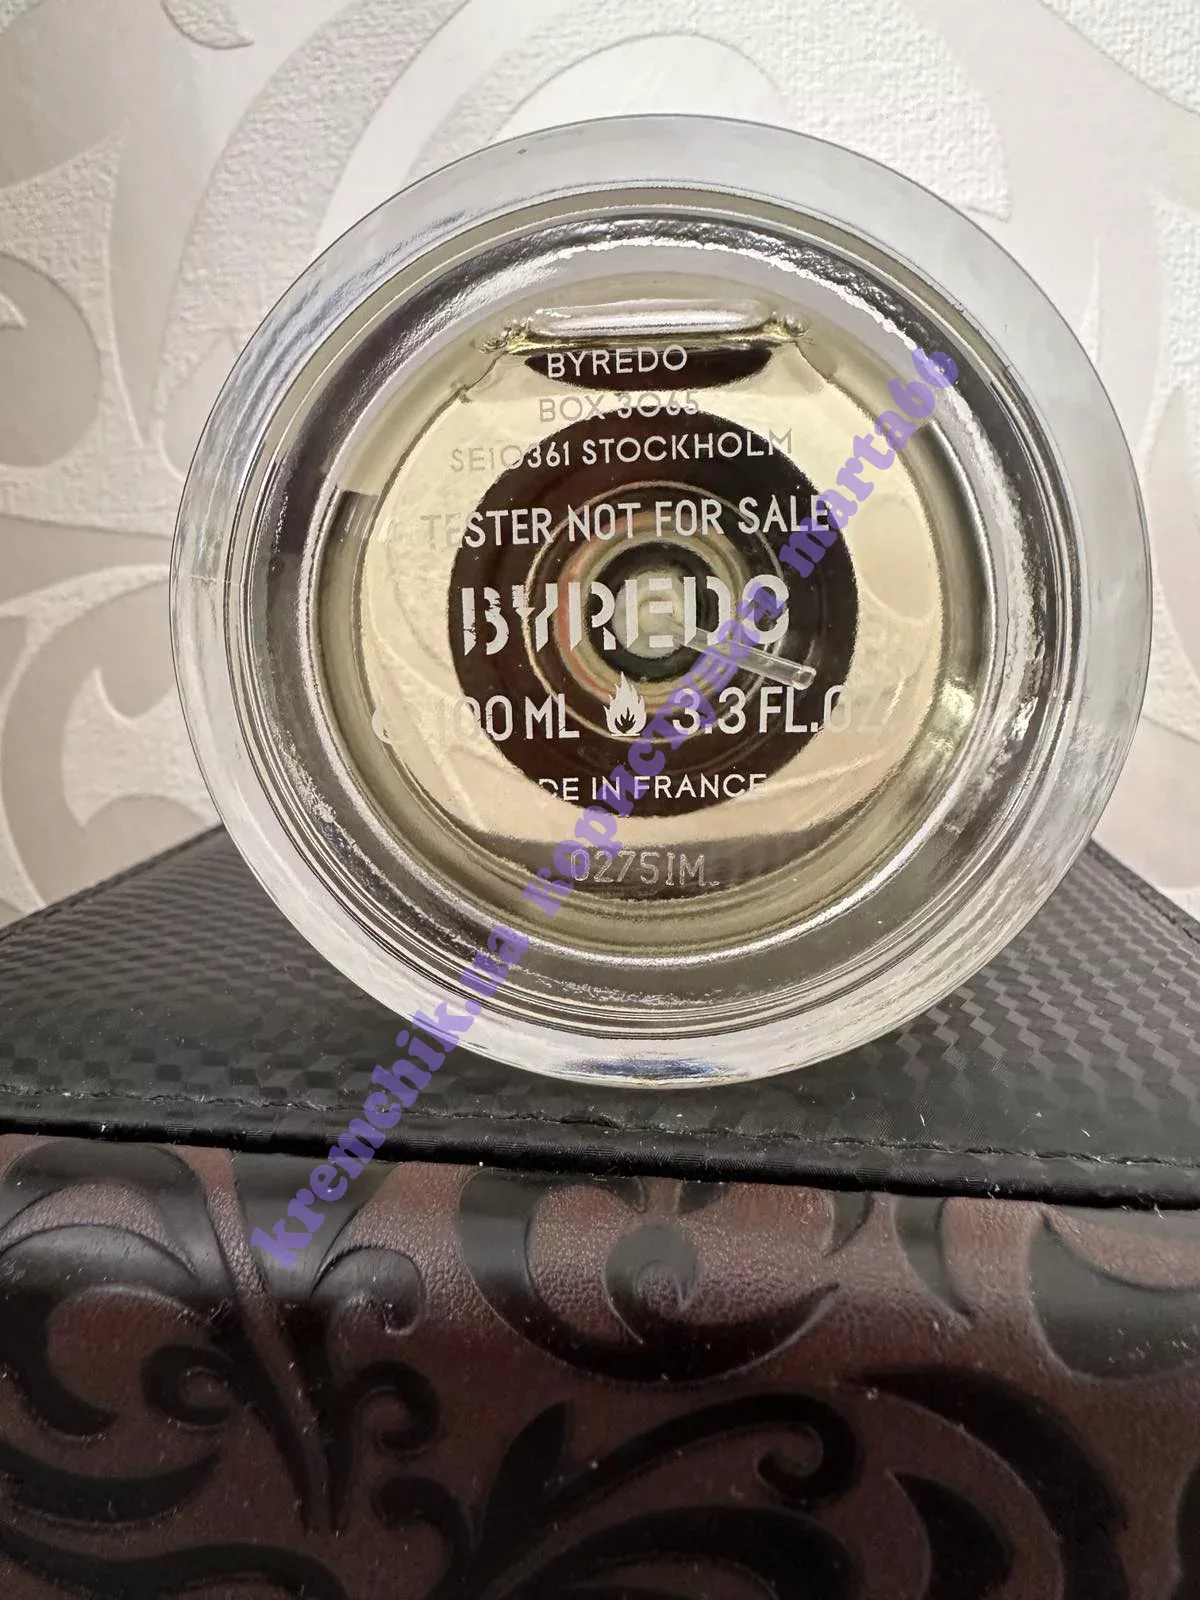 BYREDO
BOX 3065
SE10361 STOCKHOLM
TESTER NOT FOR SALE
BYREDO
100 ML 3.3 FL.OZ
DE IN FRANCE
0275IM
kremchik.ua Користувач marta66